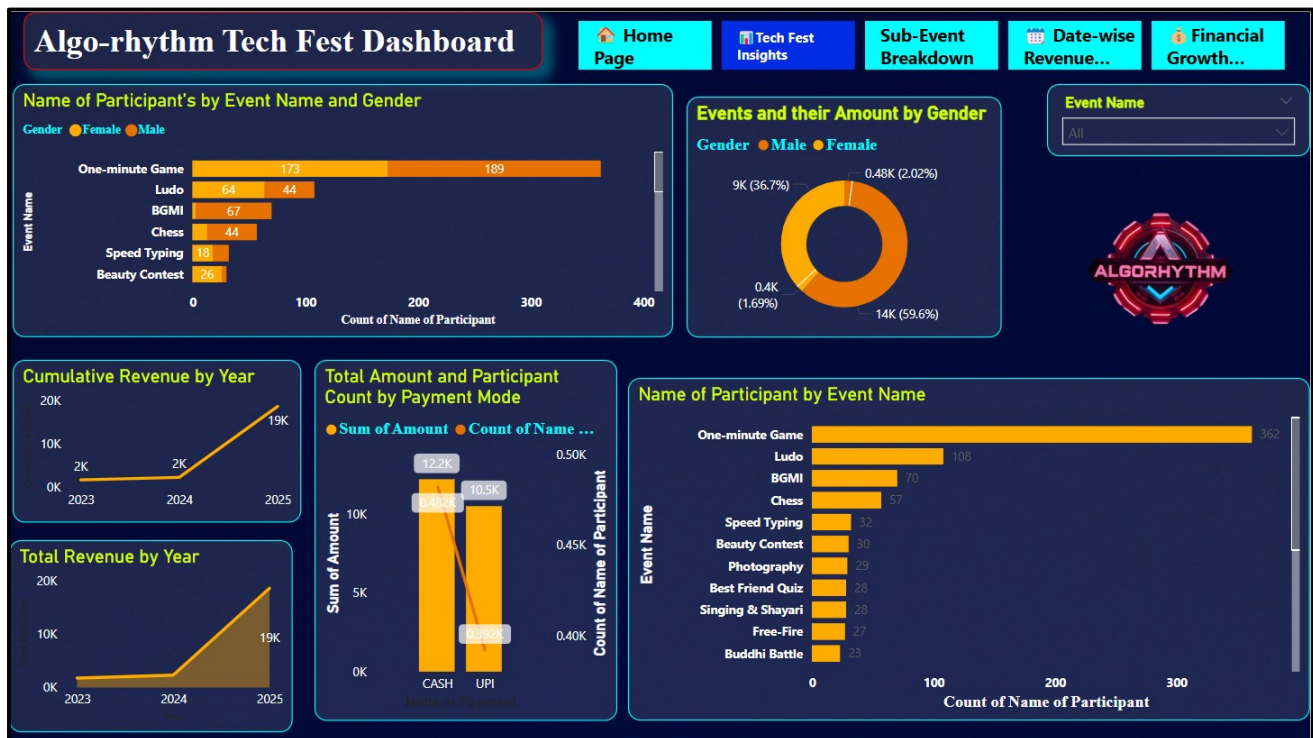 Algo-rhythm Tech Fest Dashboard
🏠 Home
Page
📊 Tech Fest
Insights
Sub-Event
Breakdown
📅 Date-wise
Revenue...
💰 Financial
Growth...
Name of Participant's by Event Name and Gender
Gender Female Male
Event Name
One-minute Game 173 189
Ludo 64 44
BGMI 67
Chess 44
Speed Typing 18
Beauty Contest 26
0 100 200 300 400
Count of Name of Participant
Events and their Amount by Gender
Gender Male Female
0.48K (2.02%)
9K (36.7%)
0.4K
(1.69%)
14K (59.6%)
Event Name
All
ALGORHYTHM
Cumulative Revenue by Year
20K
10K
0K
2K
2K
19K
2023 2024 2025
Total Revenue by Year
20K
10K
0K
19K
2023 2024 2025
Year
Total Amount and Participant
Count by Payment Mode
Sum of Amount Count of Name ...
Sum of Amount
10K
5K
0K
12.2K
0.482K
10.5K
0.392K
0.50K
0.45K
0.40K
Count of Name of Participant
CASH UPI
Mode of Payment
Name of Participant by Event Name
Event Name
One-minute Game 362
Ludo 108
BGMI 70
Chess 57
Speed Typing 32
Beauty Contest 30
Photography 29
Best Friend Quiz 28
Singing & Shayari 28
Free-Fire 27
Buddhi Battle 23
0 100 200 300
Count of Name of Participant